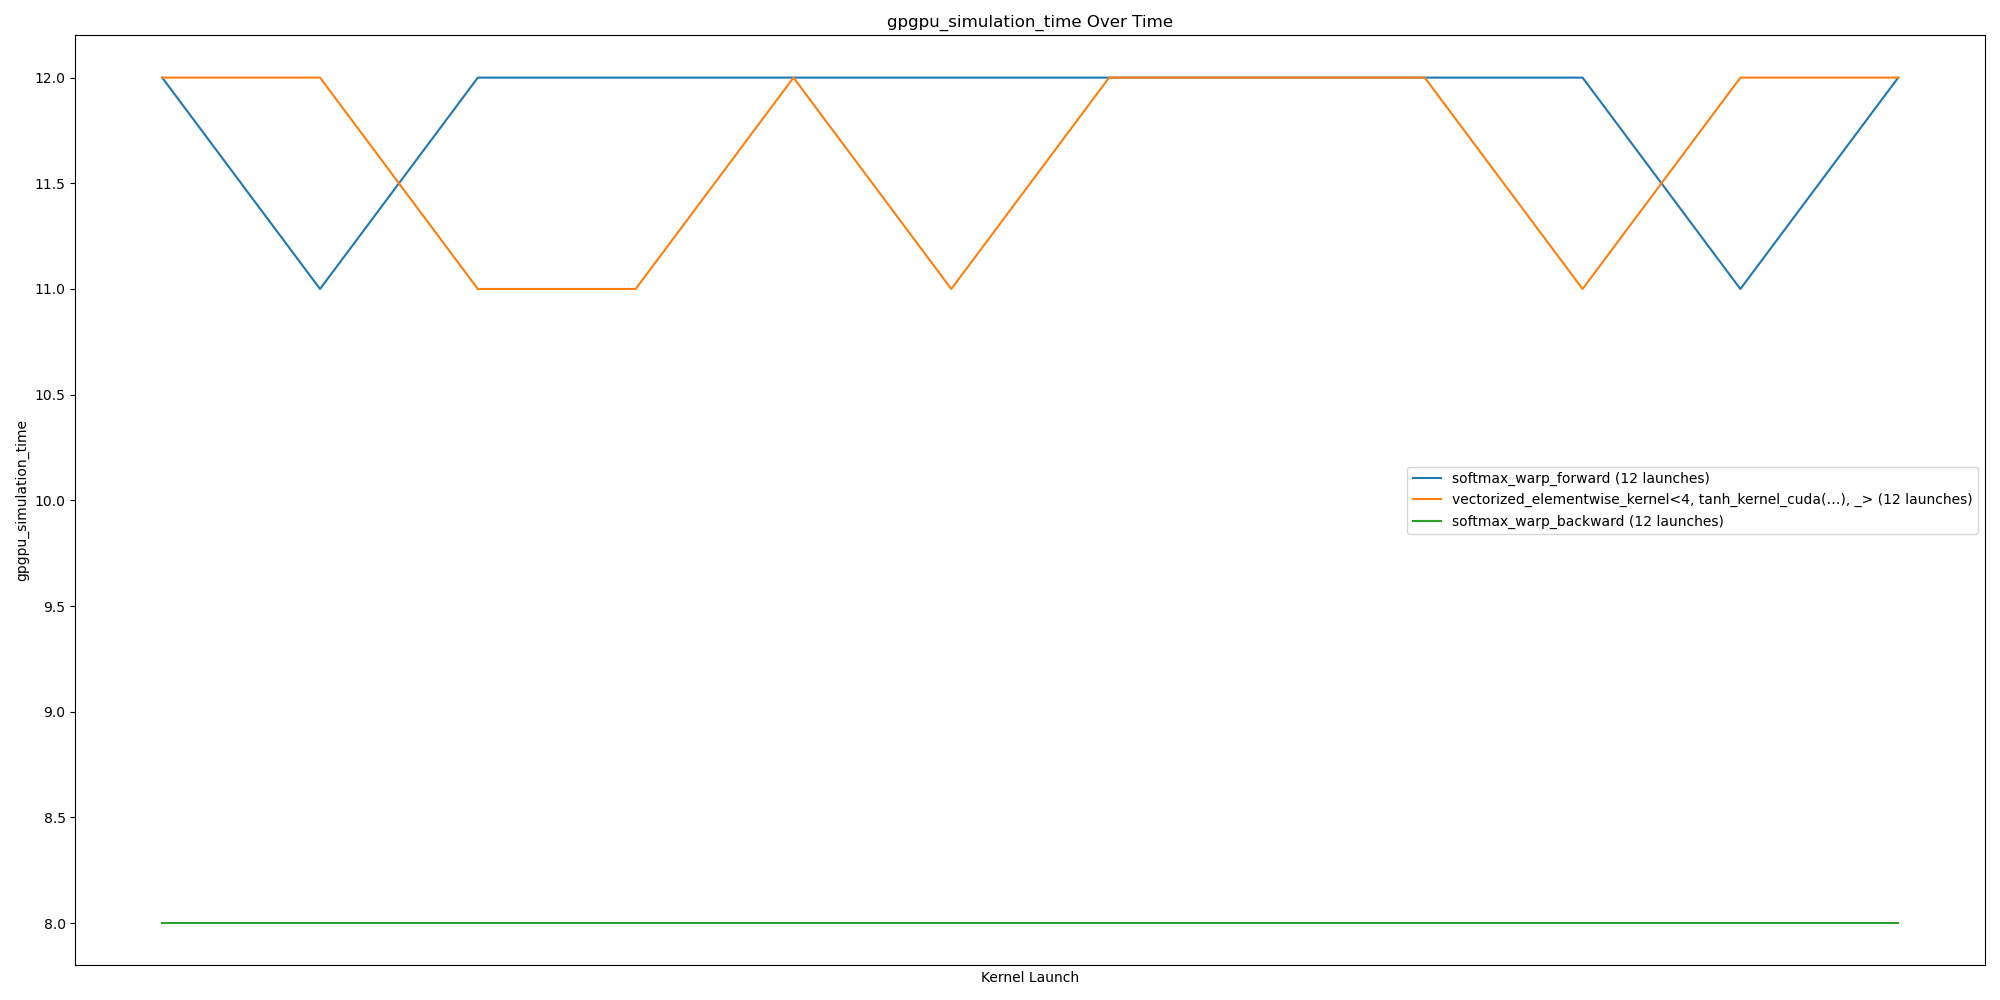 gpgpu_simulation_time Over Time
12.0
11.5
11.0
10.5
10.0
9.5
9.0
8.5
8.0
gpgpu_simulation_time
softmax_warp_forward (12 launches)
vectorized_elementwise_kernel<4, tanh_kernel_cuda(...), _> (12 launches)
softmax_warp_backward (12 launches)
Kernel Launch